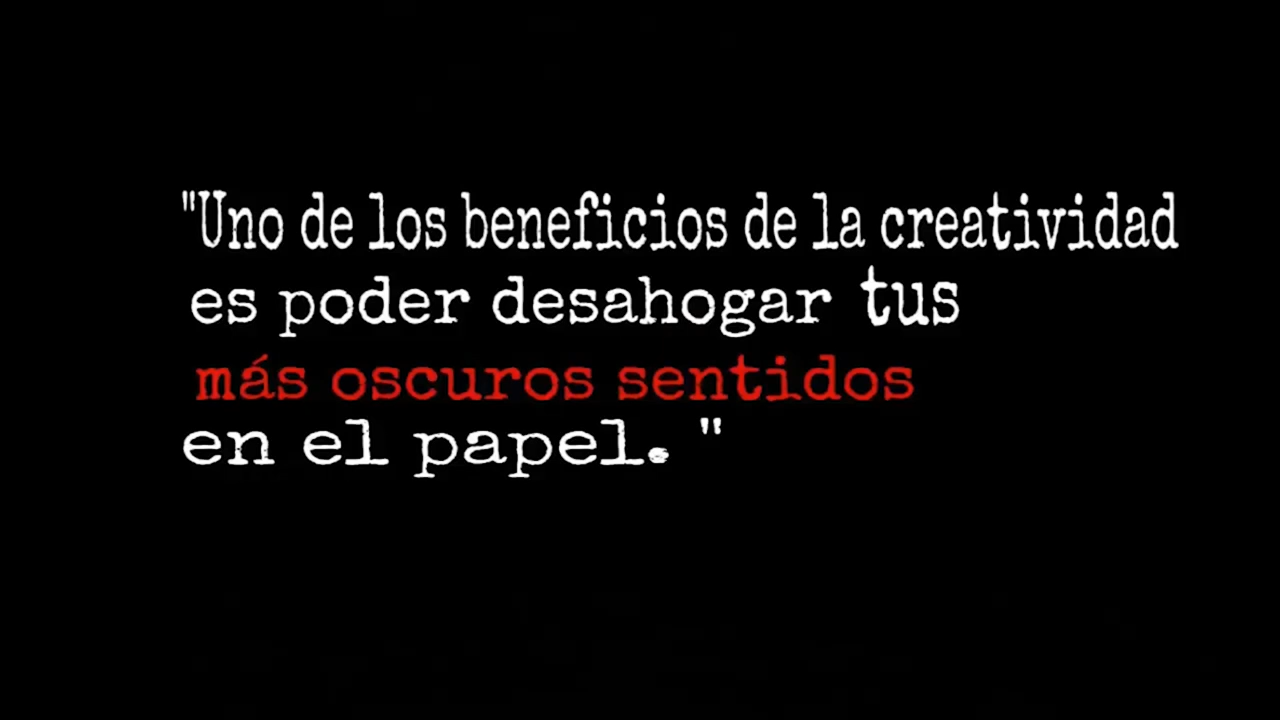 "Uno de los beneficios de la creatividad
es poder desahogar tus
más oscuros sentidos
en el papel. "